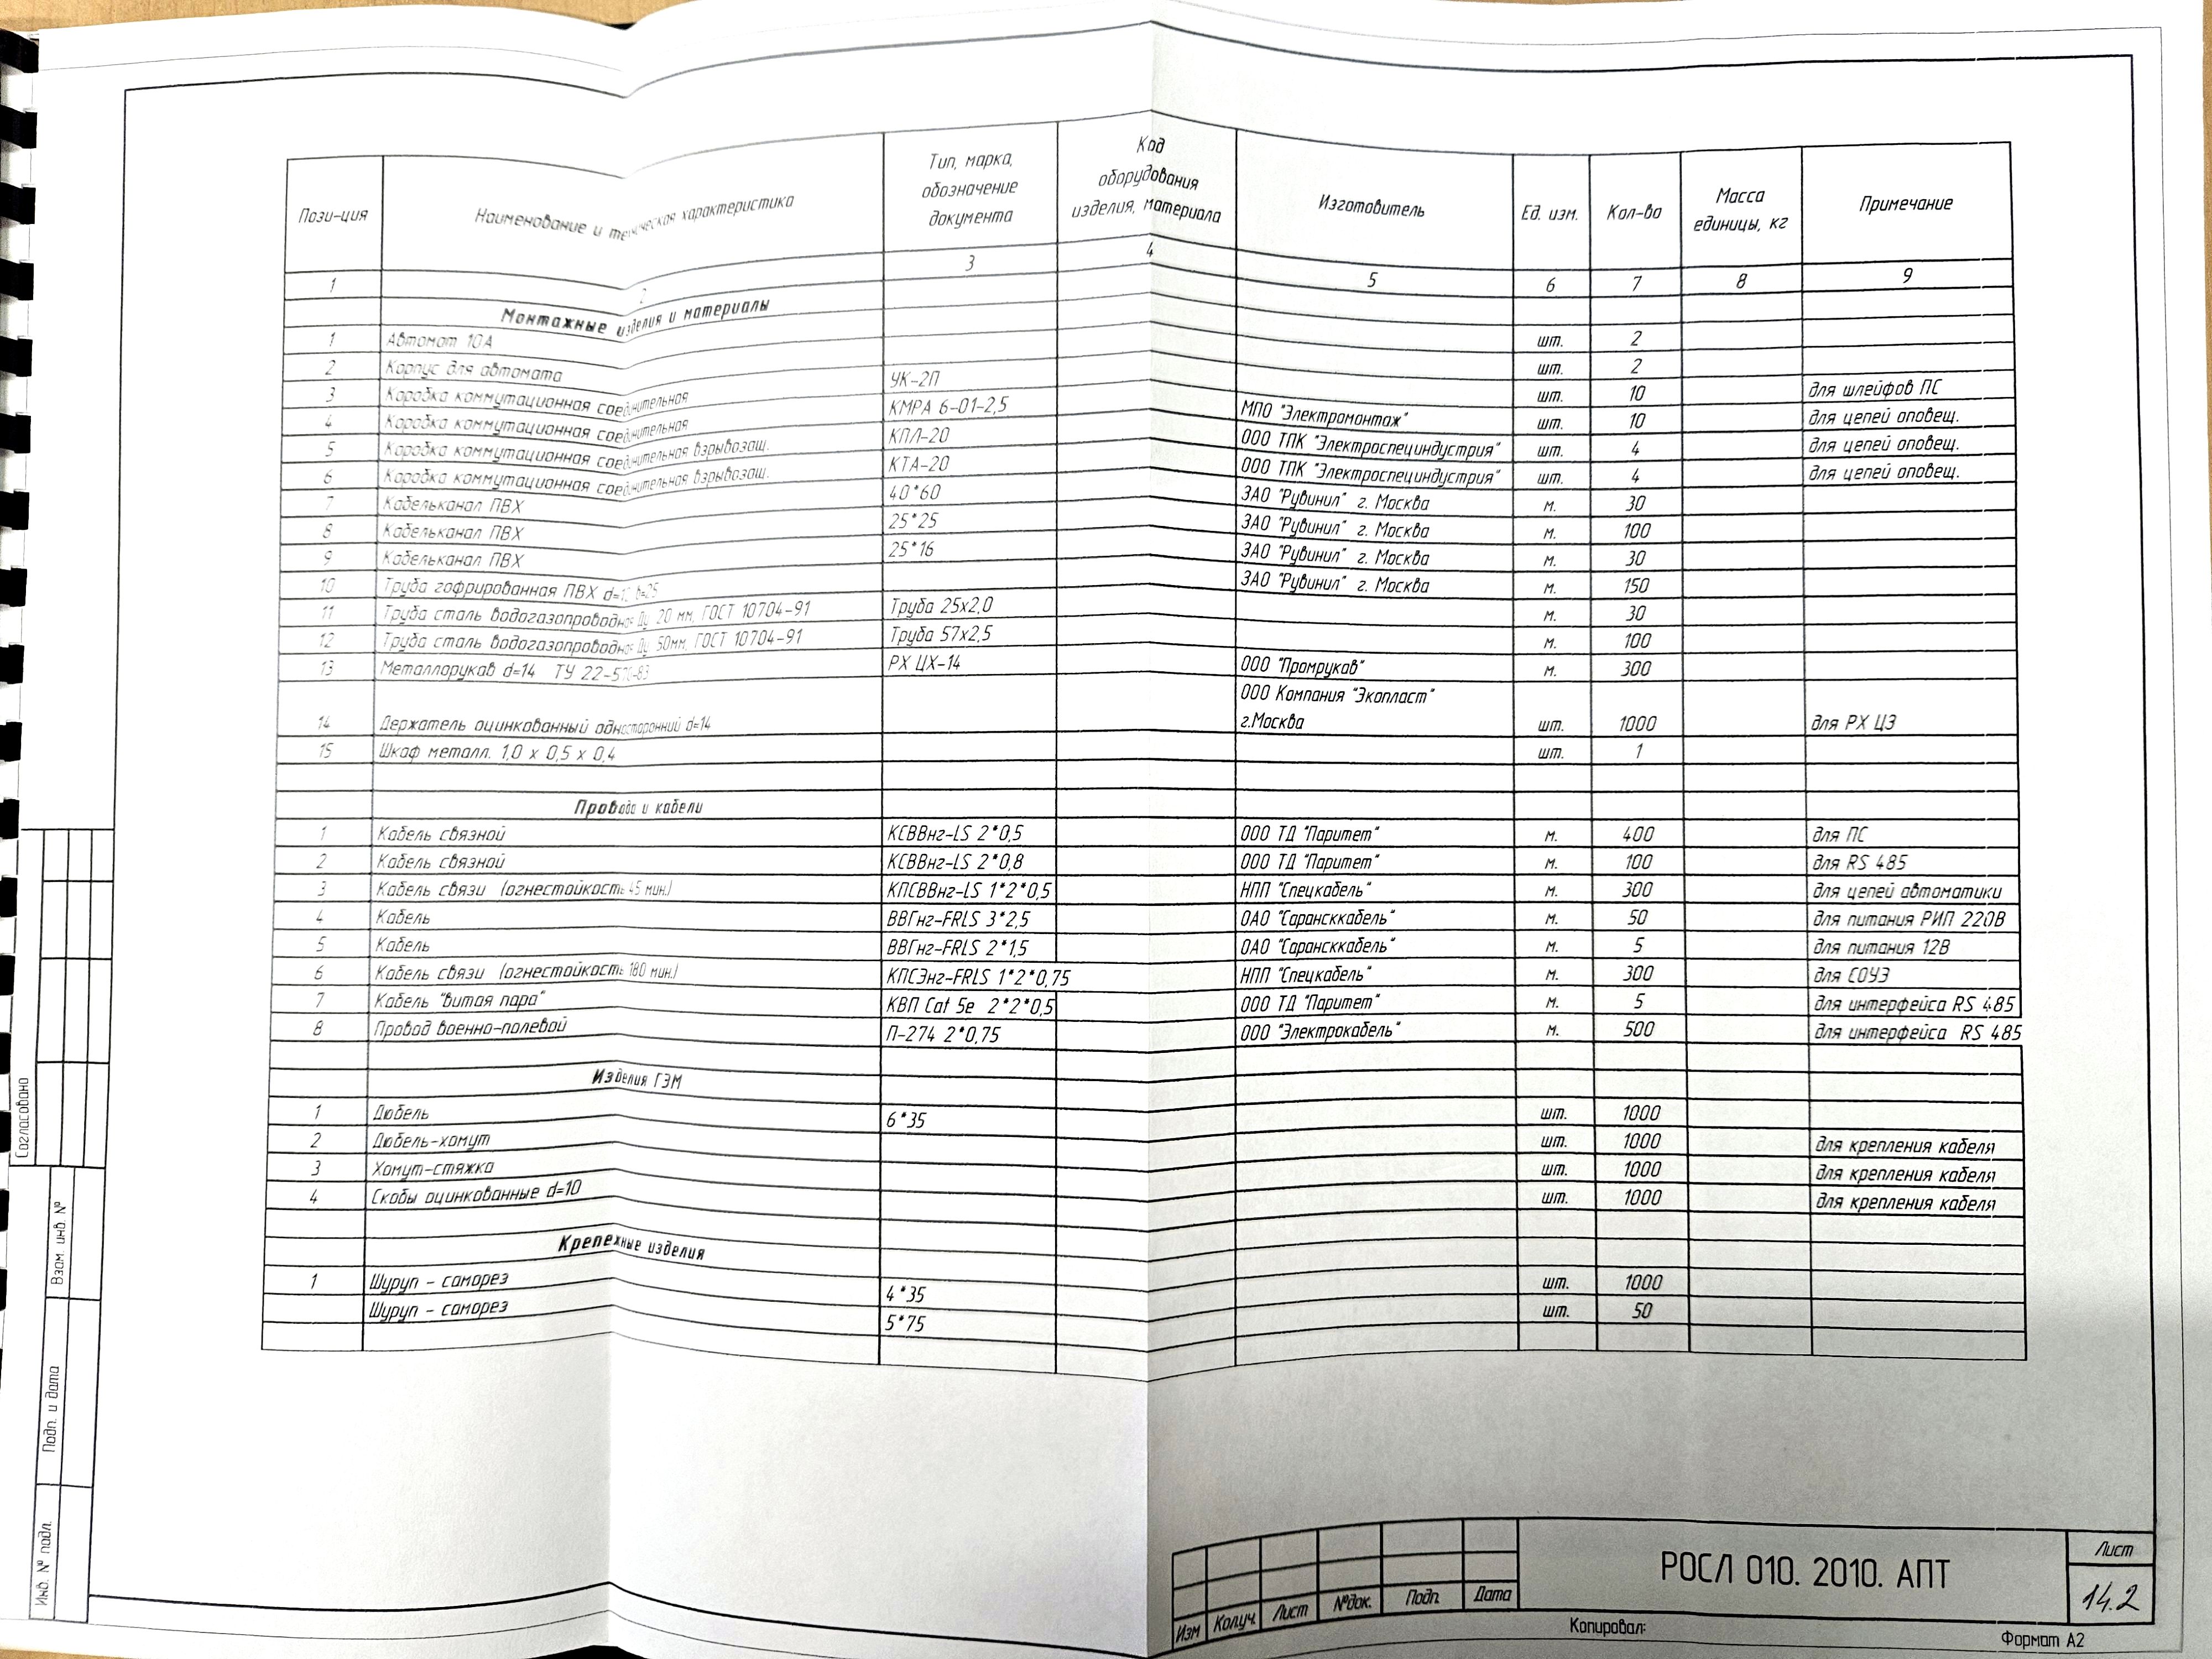 Пози-ция Наименование и техническая характеристика Тип, марка, обозначение документа Код оборудования изделия, материала Изготовитель Ед. изм. Кол-во Масса единицы, кг Примечание
1 2 3 4 5 6 7 8 9
Монтажные изделия и материалы
1 Автомат 10А шт. 2
2 Корпус для автомата шт. 2
3 Коробка коммутационная соединительная УК-2П шт. 10 для шлейфов ПС
4 Коробка коммутационная соединительная КМРА 6-01-2,5 МПО "Электромонтаж" шт. 10 для цепей оповещ.
5 Коробка коммутационная соединительная взрывозащ. КПЛ-20 ООО ТПК "Электроспециндустрия" шт. 4 для цепей оповещ.
6 Коробка коммутационная соединительная взрывозащ. КТА-20 ООО ТПК "Электроспециндустрия" шт. 4 для цепей оповещ.
7 Кабельканал ПВХ 40*60 ЗАО "Рувинил" г. Москва м. 30
8 Кабельканал ПВХ 25*25 ЗАО "Рувинил" г. Москва м. 100
9 Кабельканал ПВХ 25*16 ЗАО "Рувинил" г. Москва м. 30
10 Труба гофрированная ПВХ ЗАО "Рувинил" г. Москва м. 150
11 Труба сталь водогазопроводная Ду 20 мм, ГОСТ 10704-91 Труба 25х2,0 м. 30
12 Труба сталь водогазопроводная Ду 50мм, ГОСТ 10704-91 Труба 57х2,5 м. 100
13 Металлорукав d=14 ТУ РХ ЦХ-14 ООО "Промрукав" м. 300
14 Держатель оцинкованный односторонний d=14 ООО Компания "Экопласт" г.Москва шт. 1000 для РХ ЦЗ
15 Шкаф металл. 1,0 х 0,5 х 0,4 шт. 1
Провода и кабели
1 Кабель связной КСВВнг-LS 2*0,5 ООО ТД "Паритет" м. 400 для ПС
2 Кабель связной КСВВнг-LS 2*0,8 ООО ТД "Паритет" м. 100 для RS 485
3 Кабель связи (огнестойкость 45 мин.) КПСВВнг-LS 1*2*0,5 НПП "Спецкабель" м. 300 для цепей автоматики
4 Кабель ВВГнг-FRLS 3*2,5 ОАО "Сарансккабель" м. 50 для питания РИП 220В
5 Кабель ВВГнг-FRLS 2*1,5 ОАО "Сарансккабель" м. 5 для питания 12В
6 Кабель связи (огнестойкость 180 мин.) КПСЭнг-FRLS 1*2*0,75 НПП "Спецкабель" м. 300 для СОУЭ
7 Кабель "витая пара" КВП Cat 5e 2*2*0,5 ООО ТД "Паритет" м. 5 для интерфейса RS 485
8 Провод военно-полевой П-274 2*0,75 ООО "Электрокабель" м. 500 для интерфейса RS 485
Изделия ГЭМ
1 Дюбель 6*35 шт. 1000
2 Дюбель-хомут шт. 1000 для крепления кабеля
3 Хомут-стяжка шт. 1000 для крепления кабеля
4 Скобы оцинкованные d=10 шт. 1000 для крепления кабеля
Крепежные изделия
1 Шуруп - саморез 4*35 шт. 1000
Шуруп - саморез 5*75 шт. 50
Согласовано
Взам. инв. №
Подп. и дата
Инв. № подл.
Изм Кол.уч. Лист №док. Подп. Дата
РОСЛ 010. 2010. АПТ
Лист
14.2
Копировал:
Формат А2